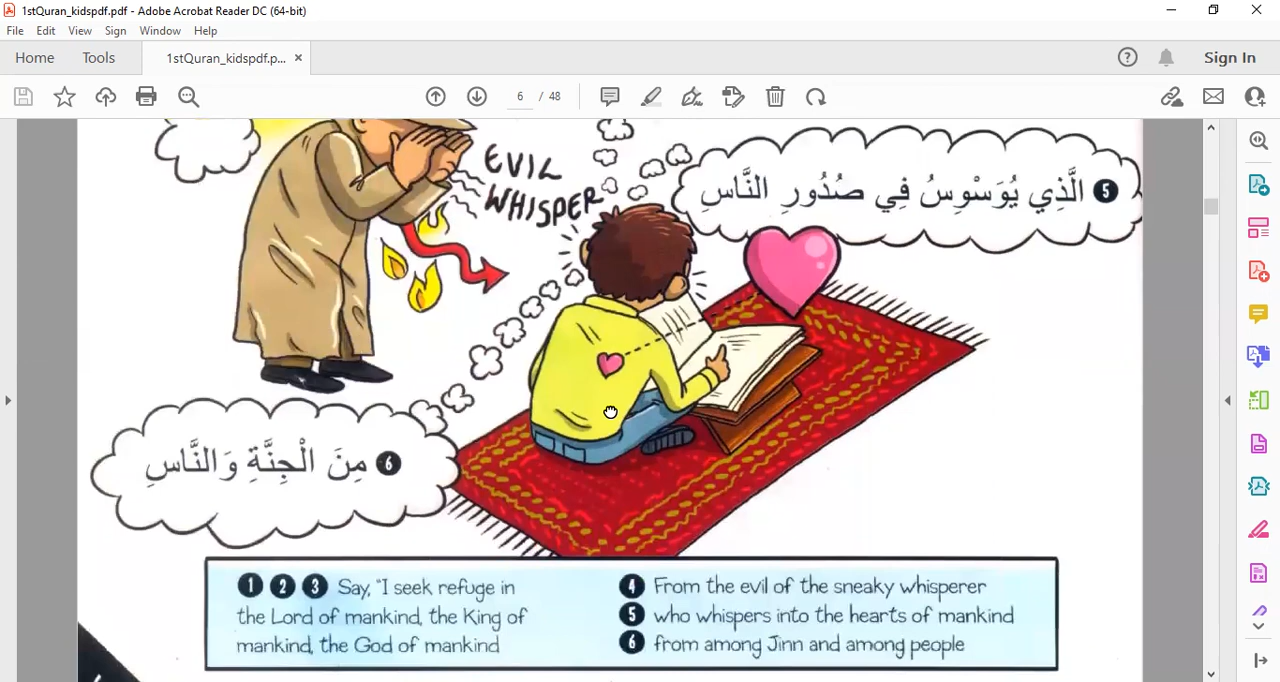 1stQuran_kidspdf.pdf - Adobe Acrobat Reader DC (64-bit)
File Edit View Sign Window Help
Home Tools 1stQuran_kidspdf.p... × Sign In
6 / 48
EVIL
WHISPER
5 الَّذِي يُوَسْوِسُ فِي صُدُورِ النَّاسِ
6 مِنَ الْجِنَّةِ وَالنَّاسِ
1 2 3 Say, "I seek refuge in
the Lord of mankind, the King of
mankind, the God of mankind
4 From the evil of the sneaky whisperer
5 who whispers into the hearts of mankind
6 from among Jinn and among people